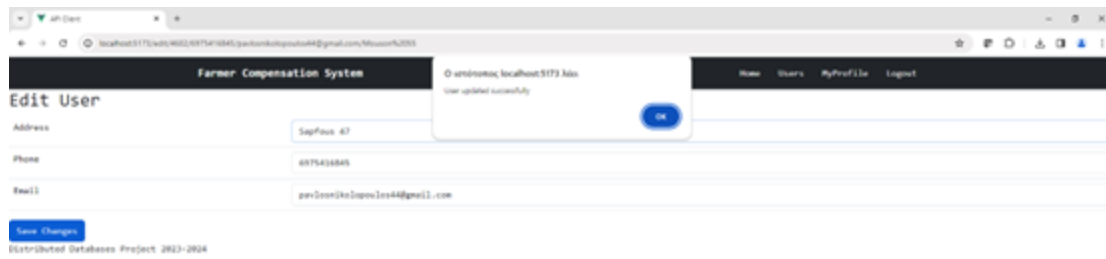 API Client
localhost:5173/edit/4602/6975416845/pavlosnikolopoulos44@gmail.com/Mouson%2055
Farmer Compensation System
Home Users MyProfile Logout
Ο ιστότοπος localhost:5173 λέει
User updated successfully
OK
Edit User
Address
Sapfous 47
Phone
6975416845
Email
pavlosnikolopoulos44@gmail.com
Save Changes
Distributed Databases Project 2023-2024